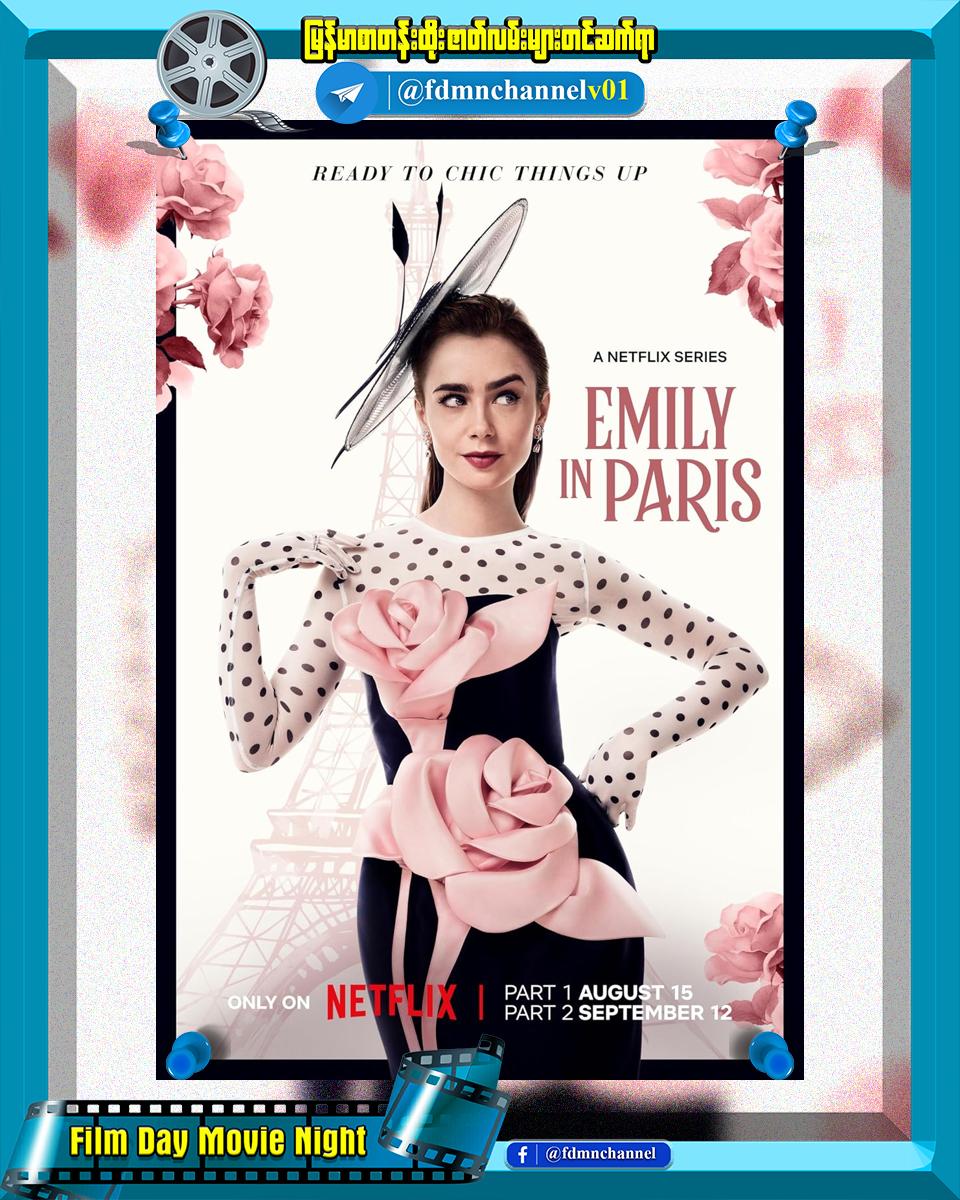 မြန်မာစာတန်းထိုးဇာတ်လမ်းများတင်ဆက်ရာ
@fdmnchannelv01
READY TO CHIC THINGS UP
A NETFLIX SERIES
EMILY
IN PARIS
ONLY ON NETFLIX | PART 1 AUGUST 15
PART 2 SEPTEMBER 12
Film Day Movie Night
@fdmnchannel